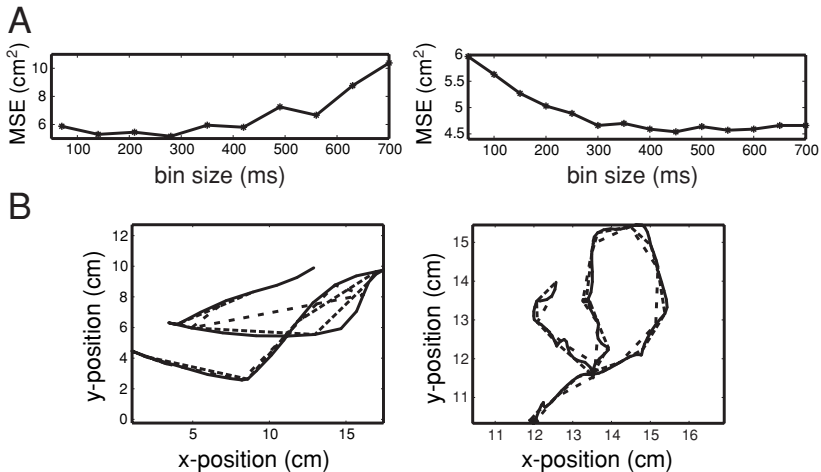 A
MSE (cm²)
10
8
6
100 200 300 400 500 600 700
bin size (ms)
MSE (cm²)
6
5.5
5
4.5
100 200 300 400 500 600 700
bin size (ms)
B
y-position (cm)
12
10
8
6
4
2
0
5 10 15
x-position (cm)
y-position (cm)
15
14
13
12
11
11 12 13 14 15 16
x-position (cm)